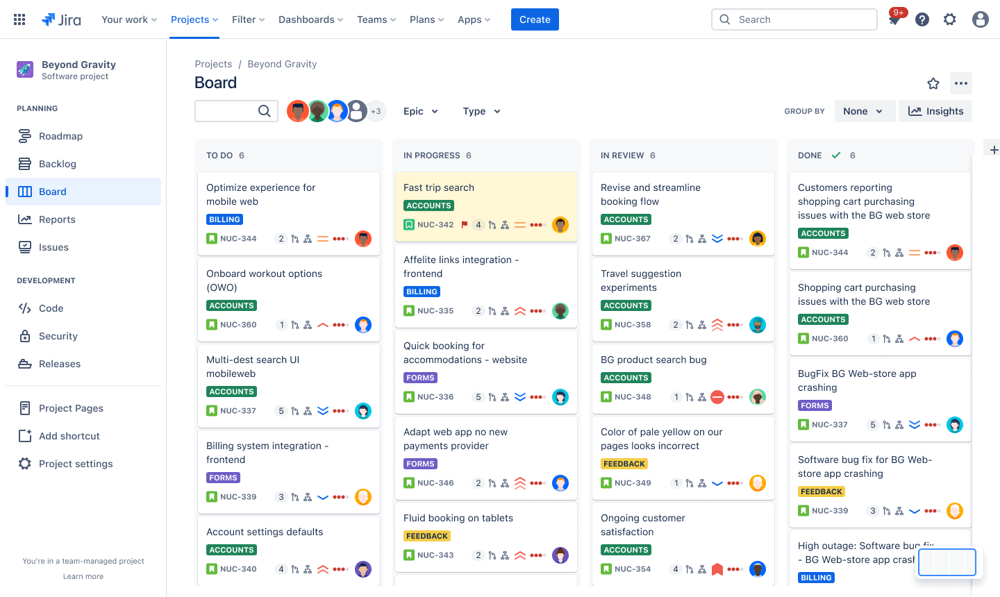 Jira
Your work
Projects
Filter
Dashboards
Teams
Plans
Apps
Create
Search
9+
Beyond Gravity
Software project
PLANNING
Roadmap
Backlog
Board
Reports
Issues
DEVELOPMENT
Code
Security
Releases
Project Pages
Add shortcut
Project settings
You're in a team-managed project
Learn more
Projects / Beyond Gravity
Board
+3
Epic
Type
GROUP BY
None
Insights
TO DO 6
Optimize experience for
mobile web
BILLING
NUC-344 2
Onboard workout options
(OWO)
ACCOUNTS
NUC-360 1
Multi-dest search UI
mobileweb
ACCOUNTS
NUC-337 5
Billing system integration -
frontend
FORMS
NUC-339 3
Account settings defaults
ACCOUNTS
NUC-340 4
IN PROGRESS 6
Fast trip search
ACCOUNTS
NUC-342 4
Affelite links integration -
frontend
BILLING
NUC-335 2
Quick booking for
accommodations - website
FORMS
NUC-336 5
Adapt web app no new
payments provider
FORMS
NUC-346 2
Fluid booking on tablets
FEEDBACK
NUC-343 2
IN REVIEW 6
Revise and streamline
booking flow
ACCOUNTS
NUC-367 2
Travel suggestion
experiments
ACCOUNTS
NUC-358 2
BG product search bug
ACCOUNTS
NUC-348 1
Color of pale yellow on our
pages looks incorrect
FEEDBACK
NUC-349 1
Ongoing customer
satisfaction
ACCOUNTS
NUC-354 4
DONE 6
Customers reporting
shopping cart purchasing
issues with the BG web store
ACCOUNTS
NUC-344 2
Shopping cart purchasing
issues with the BG web store
ACCOUNTS
NUC-360 1
BugFix BG Web-store app
crashing
FORMS
NUC-337 5
Software bug fix for BG Web-
store app crashing
FEEDBACK
NUC-339 3
High outage: Software bug fix
- BG Web-store app
BILLING